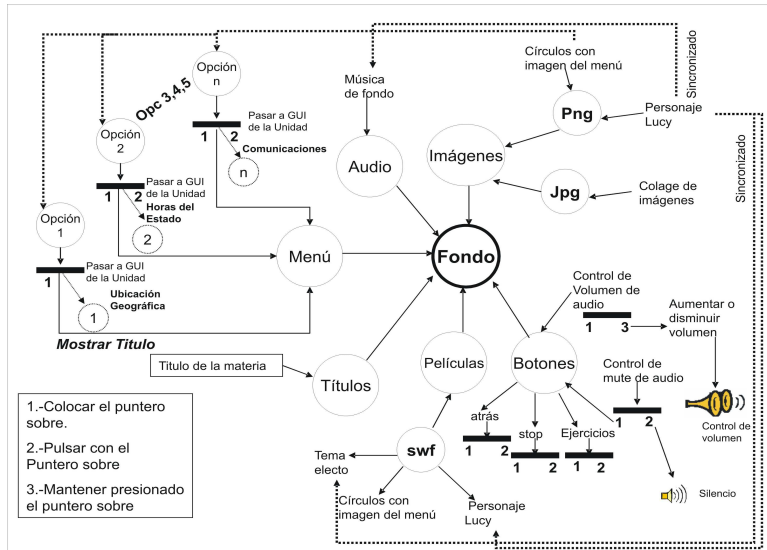 Opción
n
Opc 3,4,5
Pasar a GUI
de la Unidad
1 2
Comunicaciones
n
Opción
2
Pasar a GUI
de la Unidad
1 2
Horas del
Estado
2
Opción
1
Pasar a GUI
de la Unidad
1
Ubicación
Geográfica
1
Mostrar Titulo
Menú
Música
de fondo
Audio
Círculos con
imagen del menú
Png
Personaje
Lucy
Sincronizado
Sincronizado
Imágenes
Jpg
Colage de
imágenes
Fondo
Titulo de la materia
Títulos
Películas
swf
Tema
electo
Círculos con
imagen del menú
Personaje
Lucy
Botones
Control de
Volumen de
audio
1 3
Aumentar o
disminuir
volumen
Control de
volumen
Control de
mute de audio
1 2
Silencio
atrás
1 2
stop
1 2
Ejercicios
1 2
1.-Colocar el puntero
sobre.
2.-Pulsar con el
Puntero sobre
3.-Mantener presionado
el puntero sobre